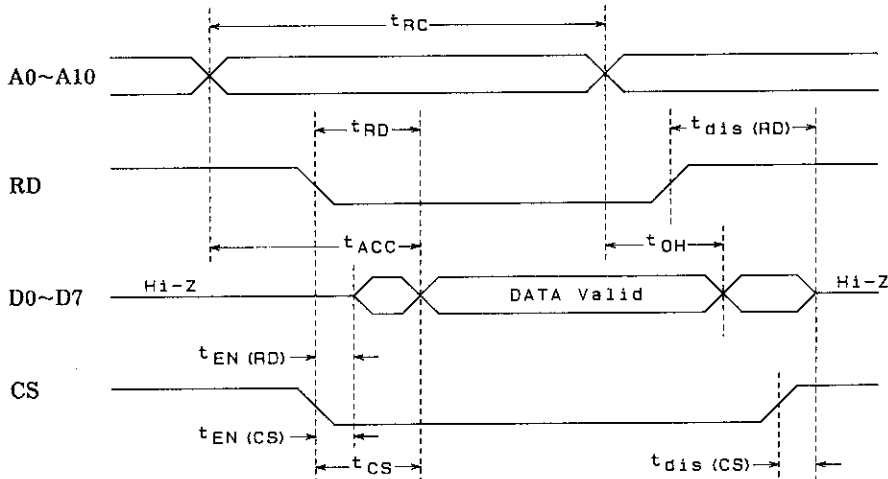 tRC
A0~A10
tRD
tdis (RD)
RD
tACC
tOH
Hi-Z
DATA Valid
Hi-Z
D0~D7
tEN (RD)
CS
tEN (CS)
tCS
tdis (CS)